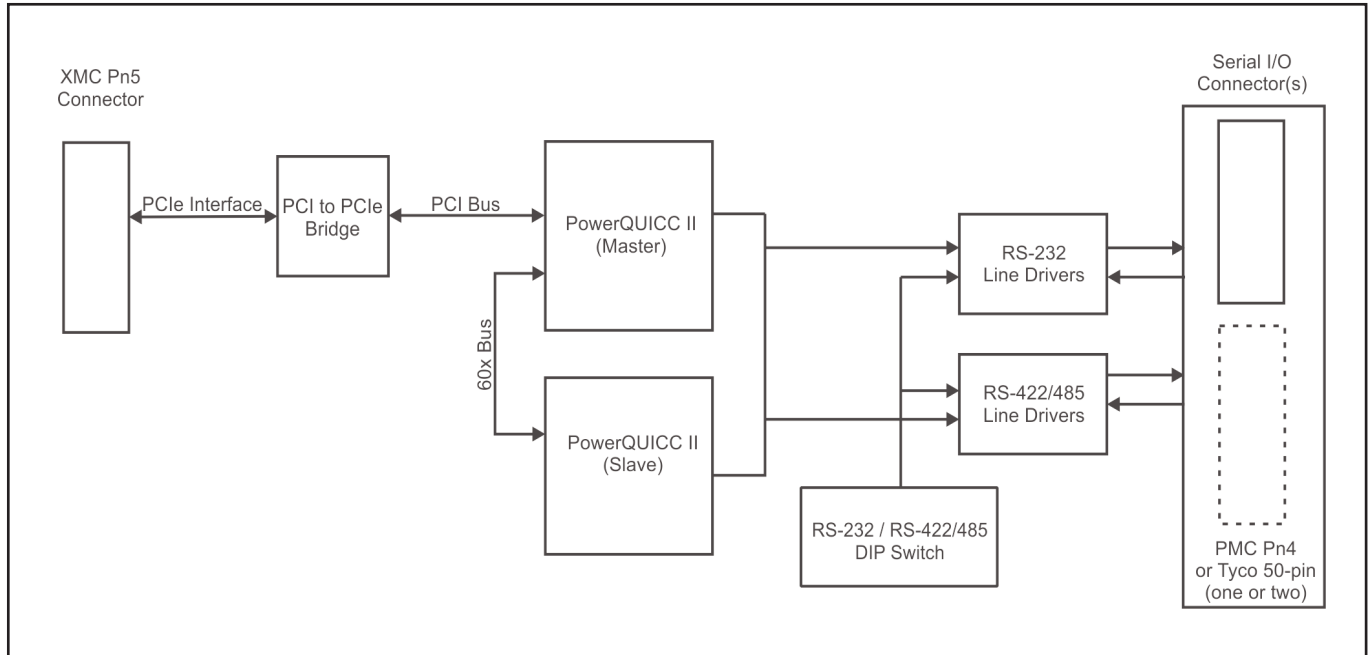 XMC Pn5
Connector
Serial I/O
Connector(s)
PCIe Interface
PCI to PCIe
Bridge
PCI Bus
PowerQUICC II
(Master)
60x Bus
PowerQUICC II
(Slave)
RS-232
Line Drivers
RS-422/485
Line Drivers
RS-232 / RS-422/485
DIP Switch
PMC Pn4
or Tyco 50-pin
(one or two)